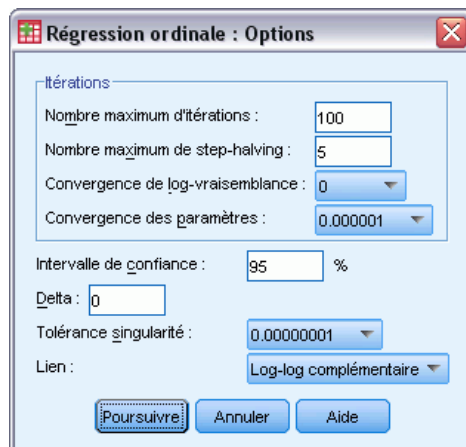 Régression ordinale : Options
Itérations
Nombre maximum d'itérations : 100
Nombre maximum de step-halving : 5
Convergence de log-vraisemblance : 0
Convergence des paramètres : 0.000001
Intervalle de confiance : 95 %
Delta : 0
Tolérance singularité : 0.00000001
Lien : Log-log complémentaire
Poursuivre Annuler Aide